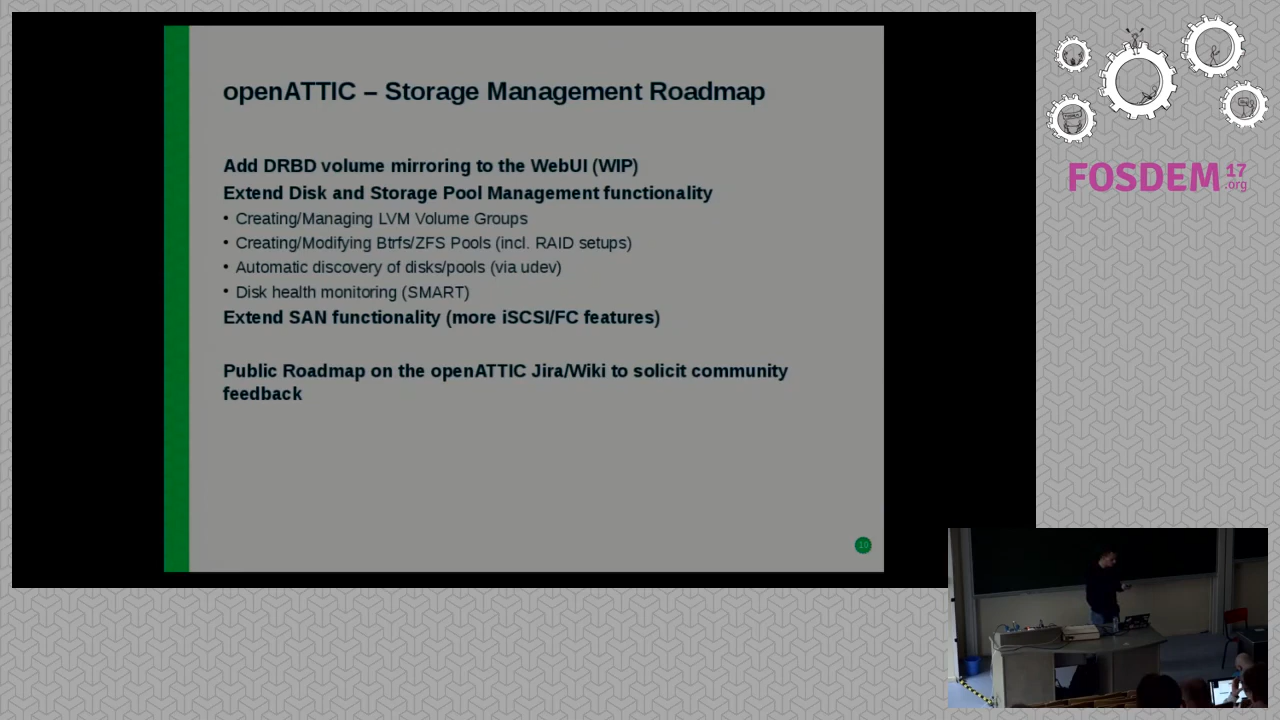 openATTIC – Storage Management Roadmap
Add DRBD volume mirroring to the WebUI (WIP)
Extend Disk and Storage Pool Management functionality
• Creating/Managing LVM Volume Groups
• Creating/Modifying Btrfs/ZFS Pools (incl. RAID setups)
• Automatic discovery of disks/pools (via udev)
• Disk health monitoring (SMART)
Extend SAN functionality (more iSCSI/FC features)
Public Roadmap on the openATTIC Jira/Wiki to solicit community
feedback
10
FOSDEM 17
.org